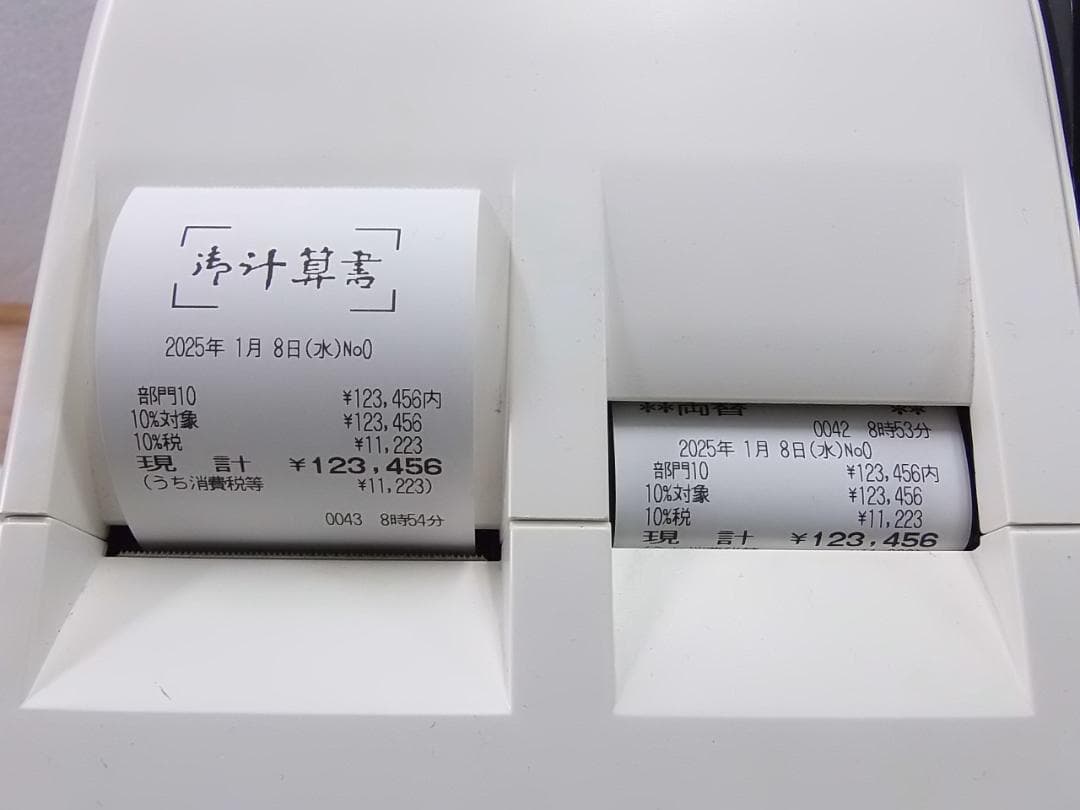 御計算書
2025年 1月 8日(水)No0
部門10 ¥123,456内
10%対象 ¥123,456
10%税 ¥11,223
現 計 ¥123,456
(うち消費税等 ¥11,223)
0043 8時54分
**両替 **
0042 8時53分
2025年 1月 8日(水)No0
部門10 ¥123,456内
10%対象 ¥123,456
10%税 ¥11,223
現 計 ¥123,456